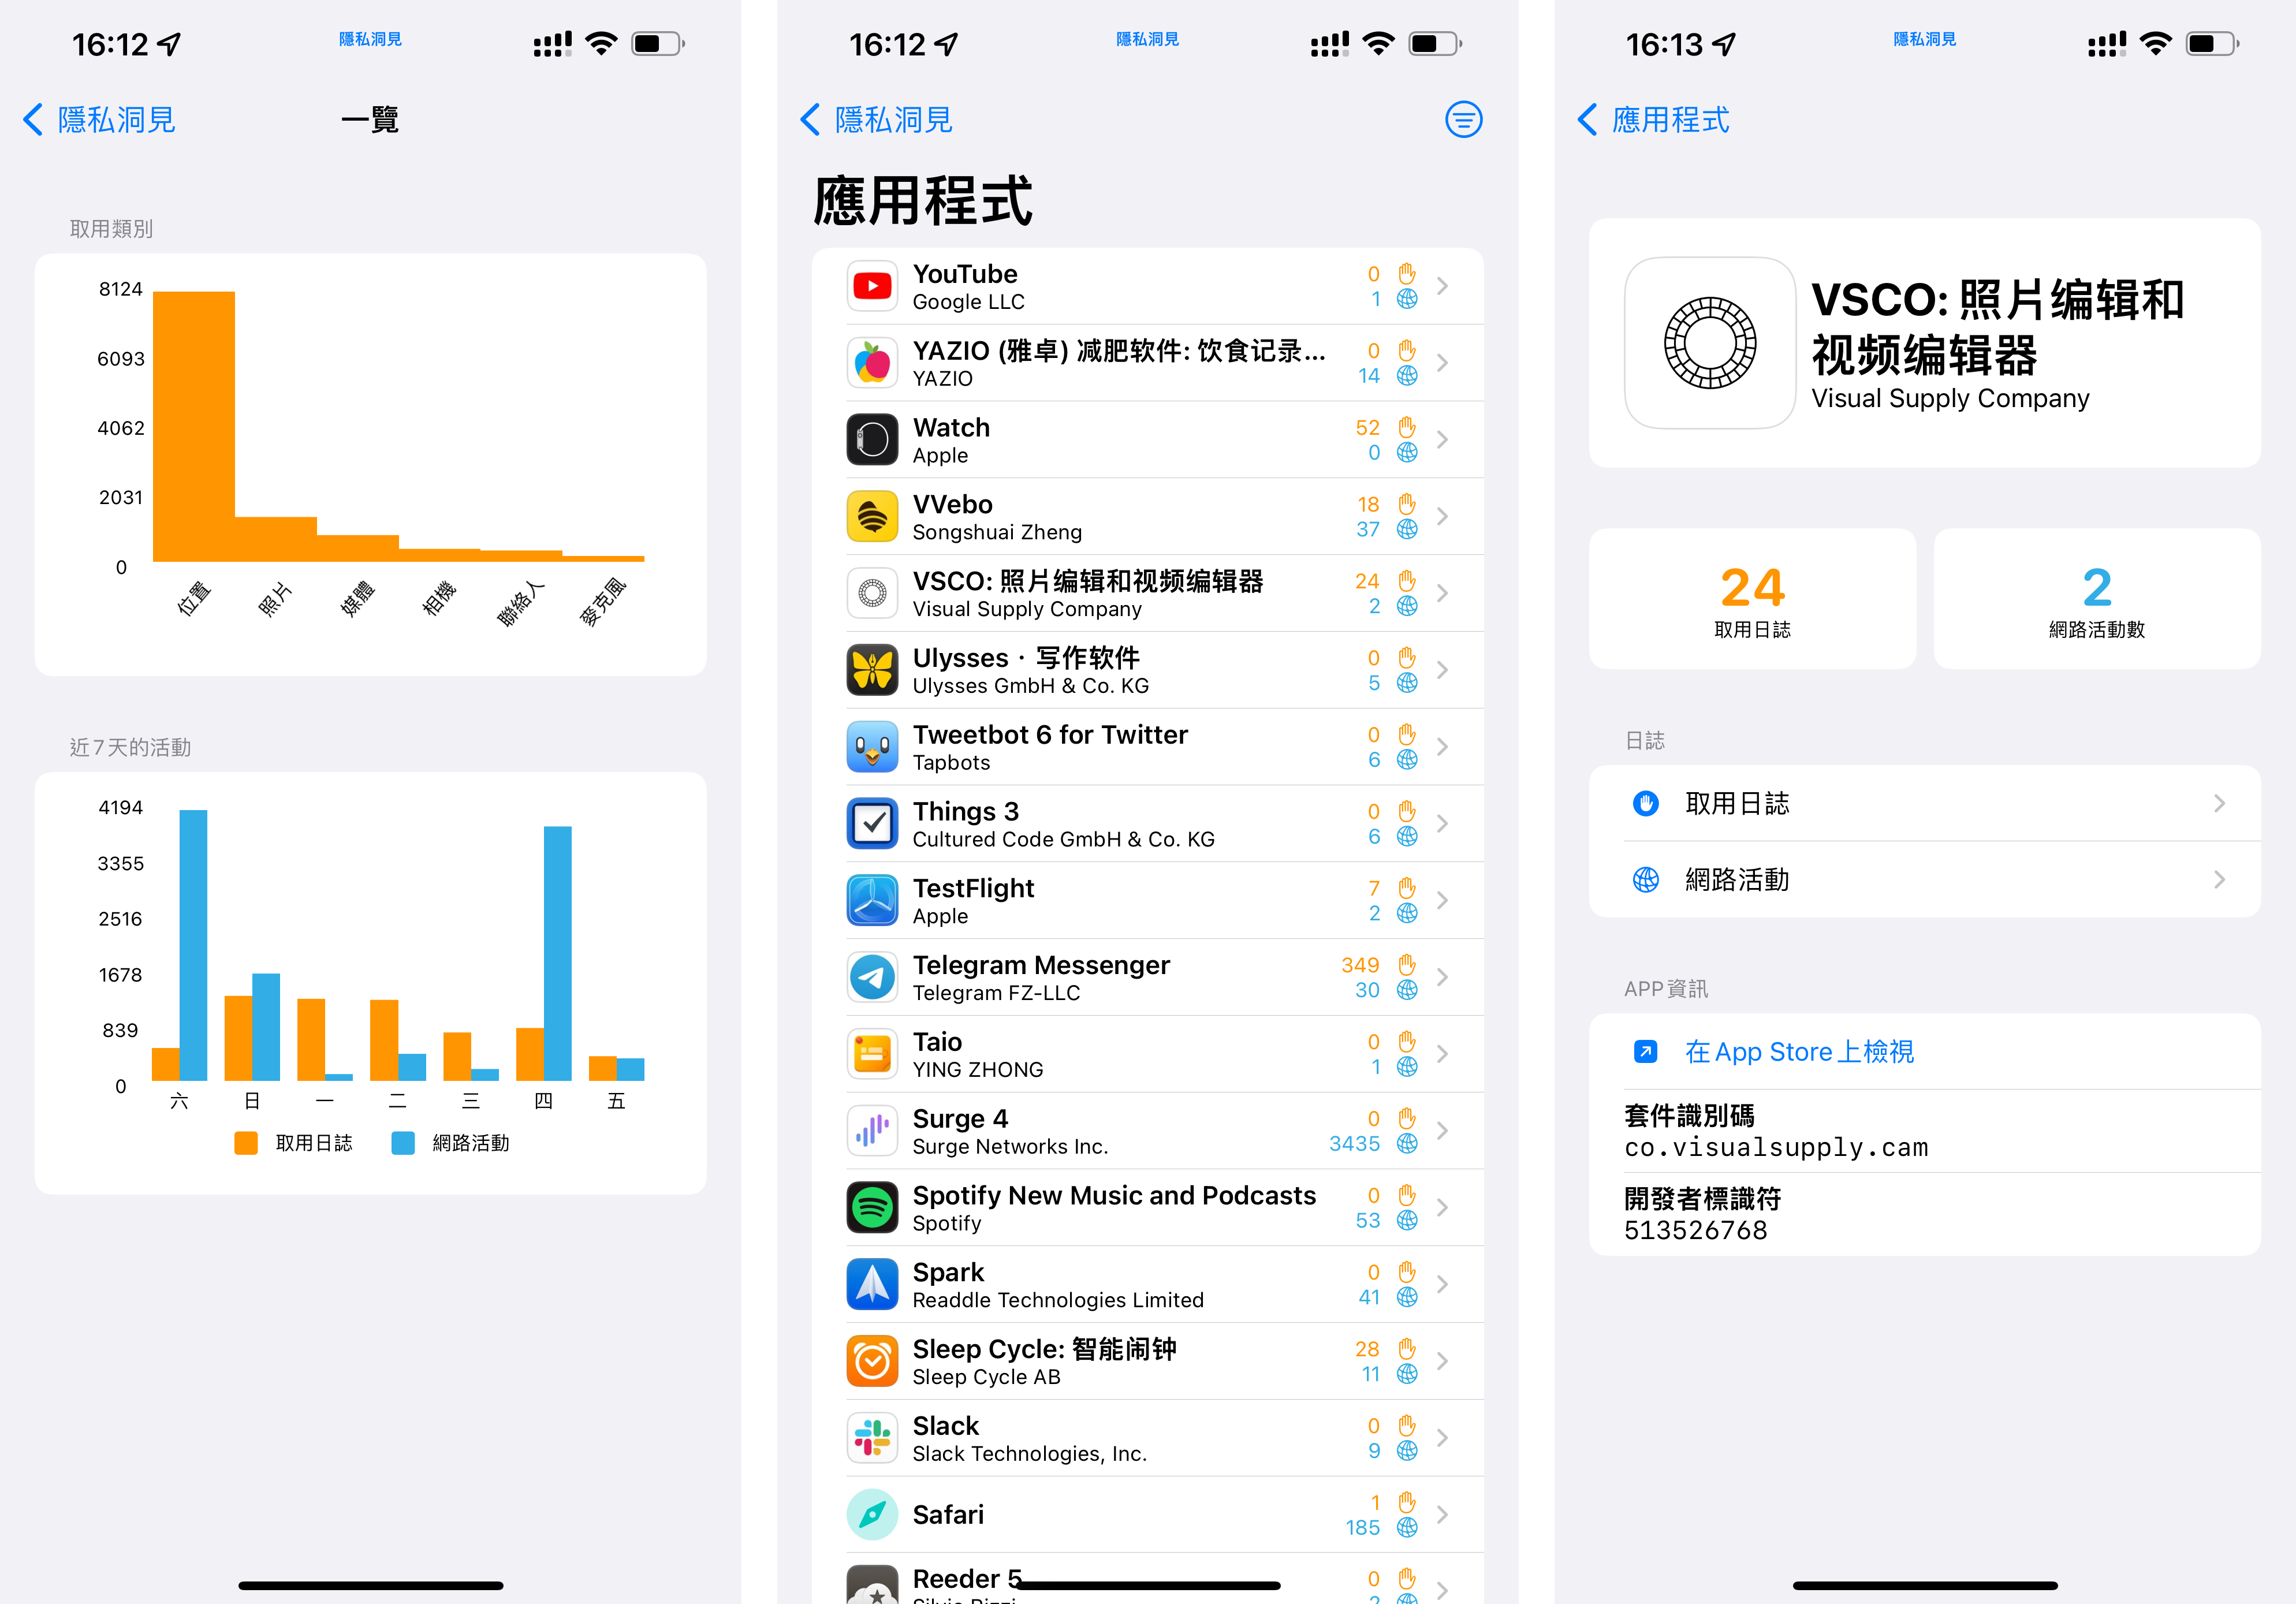 16:12
隱私洞見
隱私洞見
一覽
取用類別
8124
6093
4062
2031
0
位置
照片
媒體
相機
聯絡人
麥克風
近7天的活動
4194
3355
2516
1678
839
0
六
日
一
二
三
四
五
取用日誌
網路活動
16:12
隱私洞見
隱私洞見
應用程式
YouTube
0
Google LLC
1
YAZIO (雅卓) 减肥软件: 饮食记录...
0
YAZIO
14
Watch
52
Apple
0
VVebo
18
Songshuai Zheng
37
VSCO: 照片编辑和视频编辑器
24
Visual Supply Company
2
Ulysses · 写作软件
0
Ulysses GmbH & Co. KG
5
Tweetbot 6 for Twitter
0
Tapbots
6
Things 3
0
Cultured Code GmbH & Co. KG
6
TestFlight
7
Apple
2
Telegram Messenger
349
Telegram FZ-LLC
30
Taio
0
YING ZHONG
1
Surge 4
0
Surge Networks Inc.
3435
Spotify New Music and Podcasts
0
Spotify
53
Spark
0
Readdle Technologies Limited
41
Sleep Cycle: 智能闹钟
28
Sleep Cycle AB
11
Slack
0
Slack Technologies, Inc.
9
Safari
1
185
Reeder 5
0
16:13
隱私洞見
應用程式
VSCO: 照片编辑和
视频编辑器
Visual Supply Company
24
取用日誌
2
網路活動數
日誌
取用日誌
網路活動
APP資訊
在App Store上檢視
套件識別碼
co.visualsupply.cam
開發者標識符
513526768